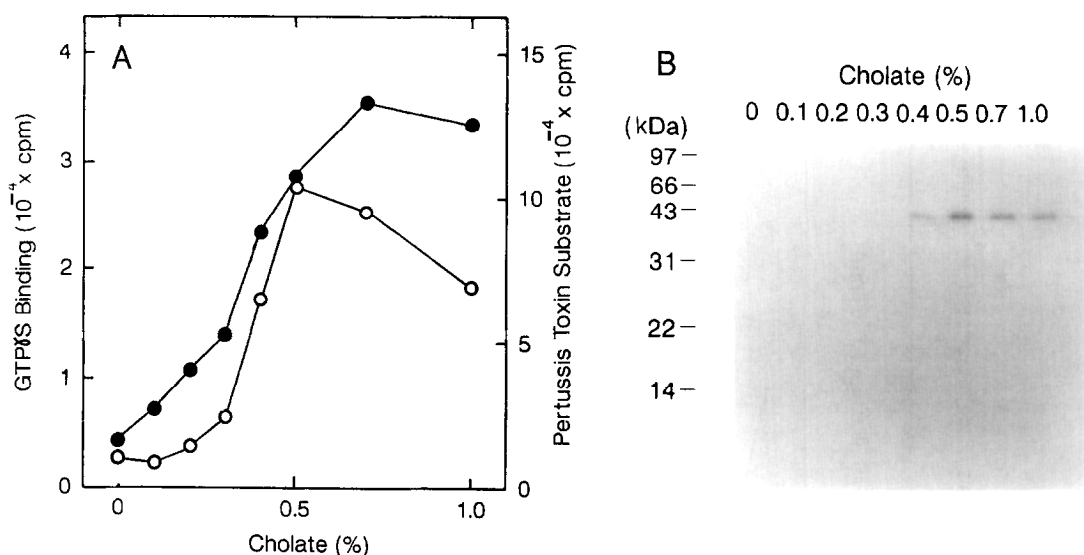 A
GTPɣS Binding (10⁻⁴ x cpm)
4
3
2
1
0
Pertussis Toxin Substrate (10⁻⁴ x cpm)
15
10
5
0
0 0.5 1.0
Cholate (%)
B
Cholate (%)
0 0.1 0.2 0.3 0.4 0.5 0.7 1.0
(kDa)
97
66
43
31
22
14